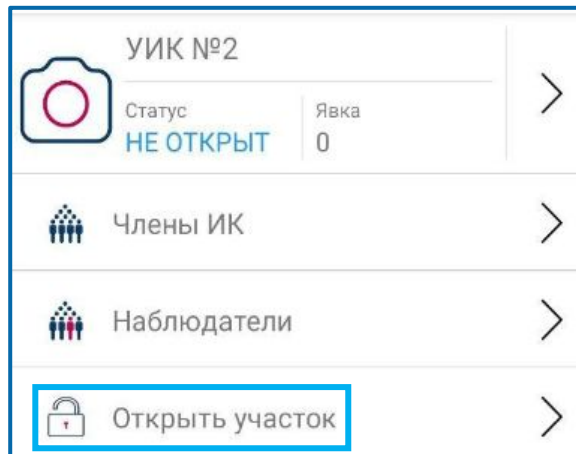 УИК №2
Статус Явка
НЕ ОТКРЫТ 0
Члены ИК
Наблюдатели
Открыть участок